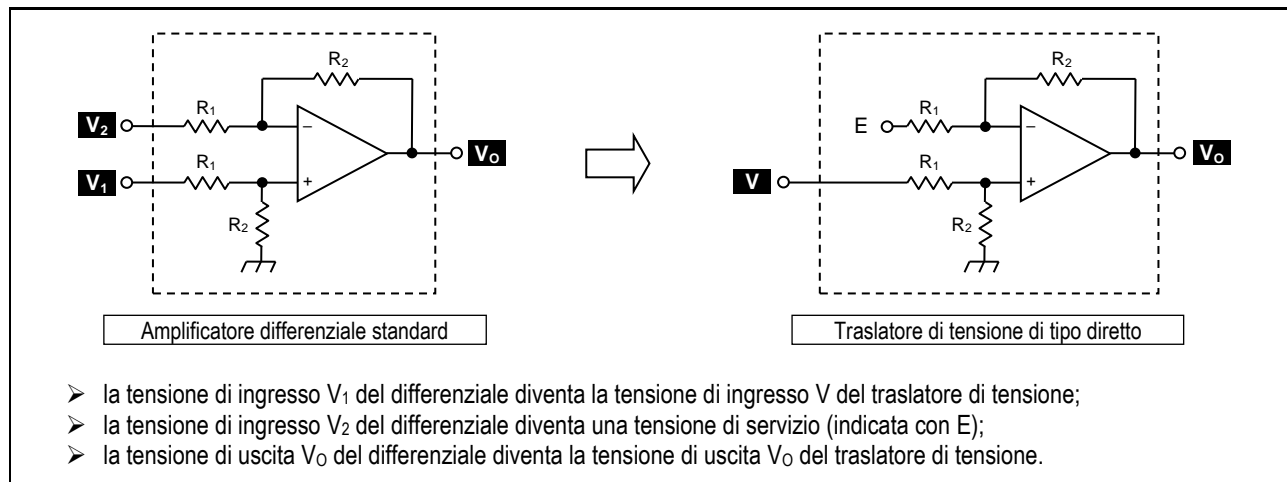 R₂
R₁
V₂
−
V₁
R₁
+
Vₒ
R₂
Amplificatore differenziale standard
R₂
E
R₁
−
R₁
V
+
Vₒ
R₂
Traslatore di tensione di tipo diretto
➢ la tensione di ingresso V₁ del differenziale diventa la tensione di ingresso V del traslatore di tensione;
➢ la tensione di ingresso V₂ del differenziale diventa una tensione di servizio (indicata con E);
➢ la tensione di uscita Vₒ del differenziale diventa la tensione di uscita Vₒ del traslatore di tensione.